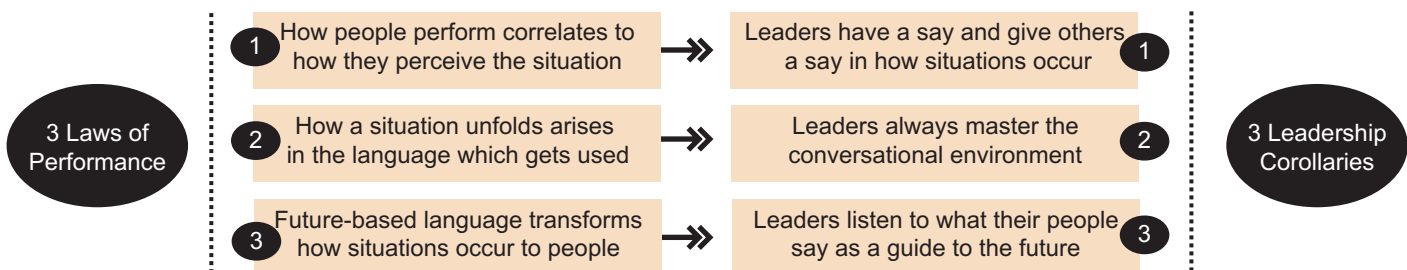 3 Laws of
Performance
1
How people perform correlates to
how they perceive the situation
Leaders have a say and give others
a say in how situations occur
1
2
How a situation unfolds arises
in the language which gets used
Leaders always master the
conversational environment
2
3
Future-based language transforms
how situations occur to people
Leaders listen to what their people
say as a guide to the future
3
3 Leadership
Corollaries